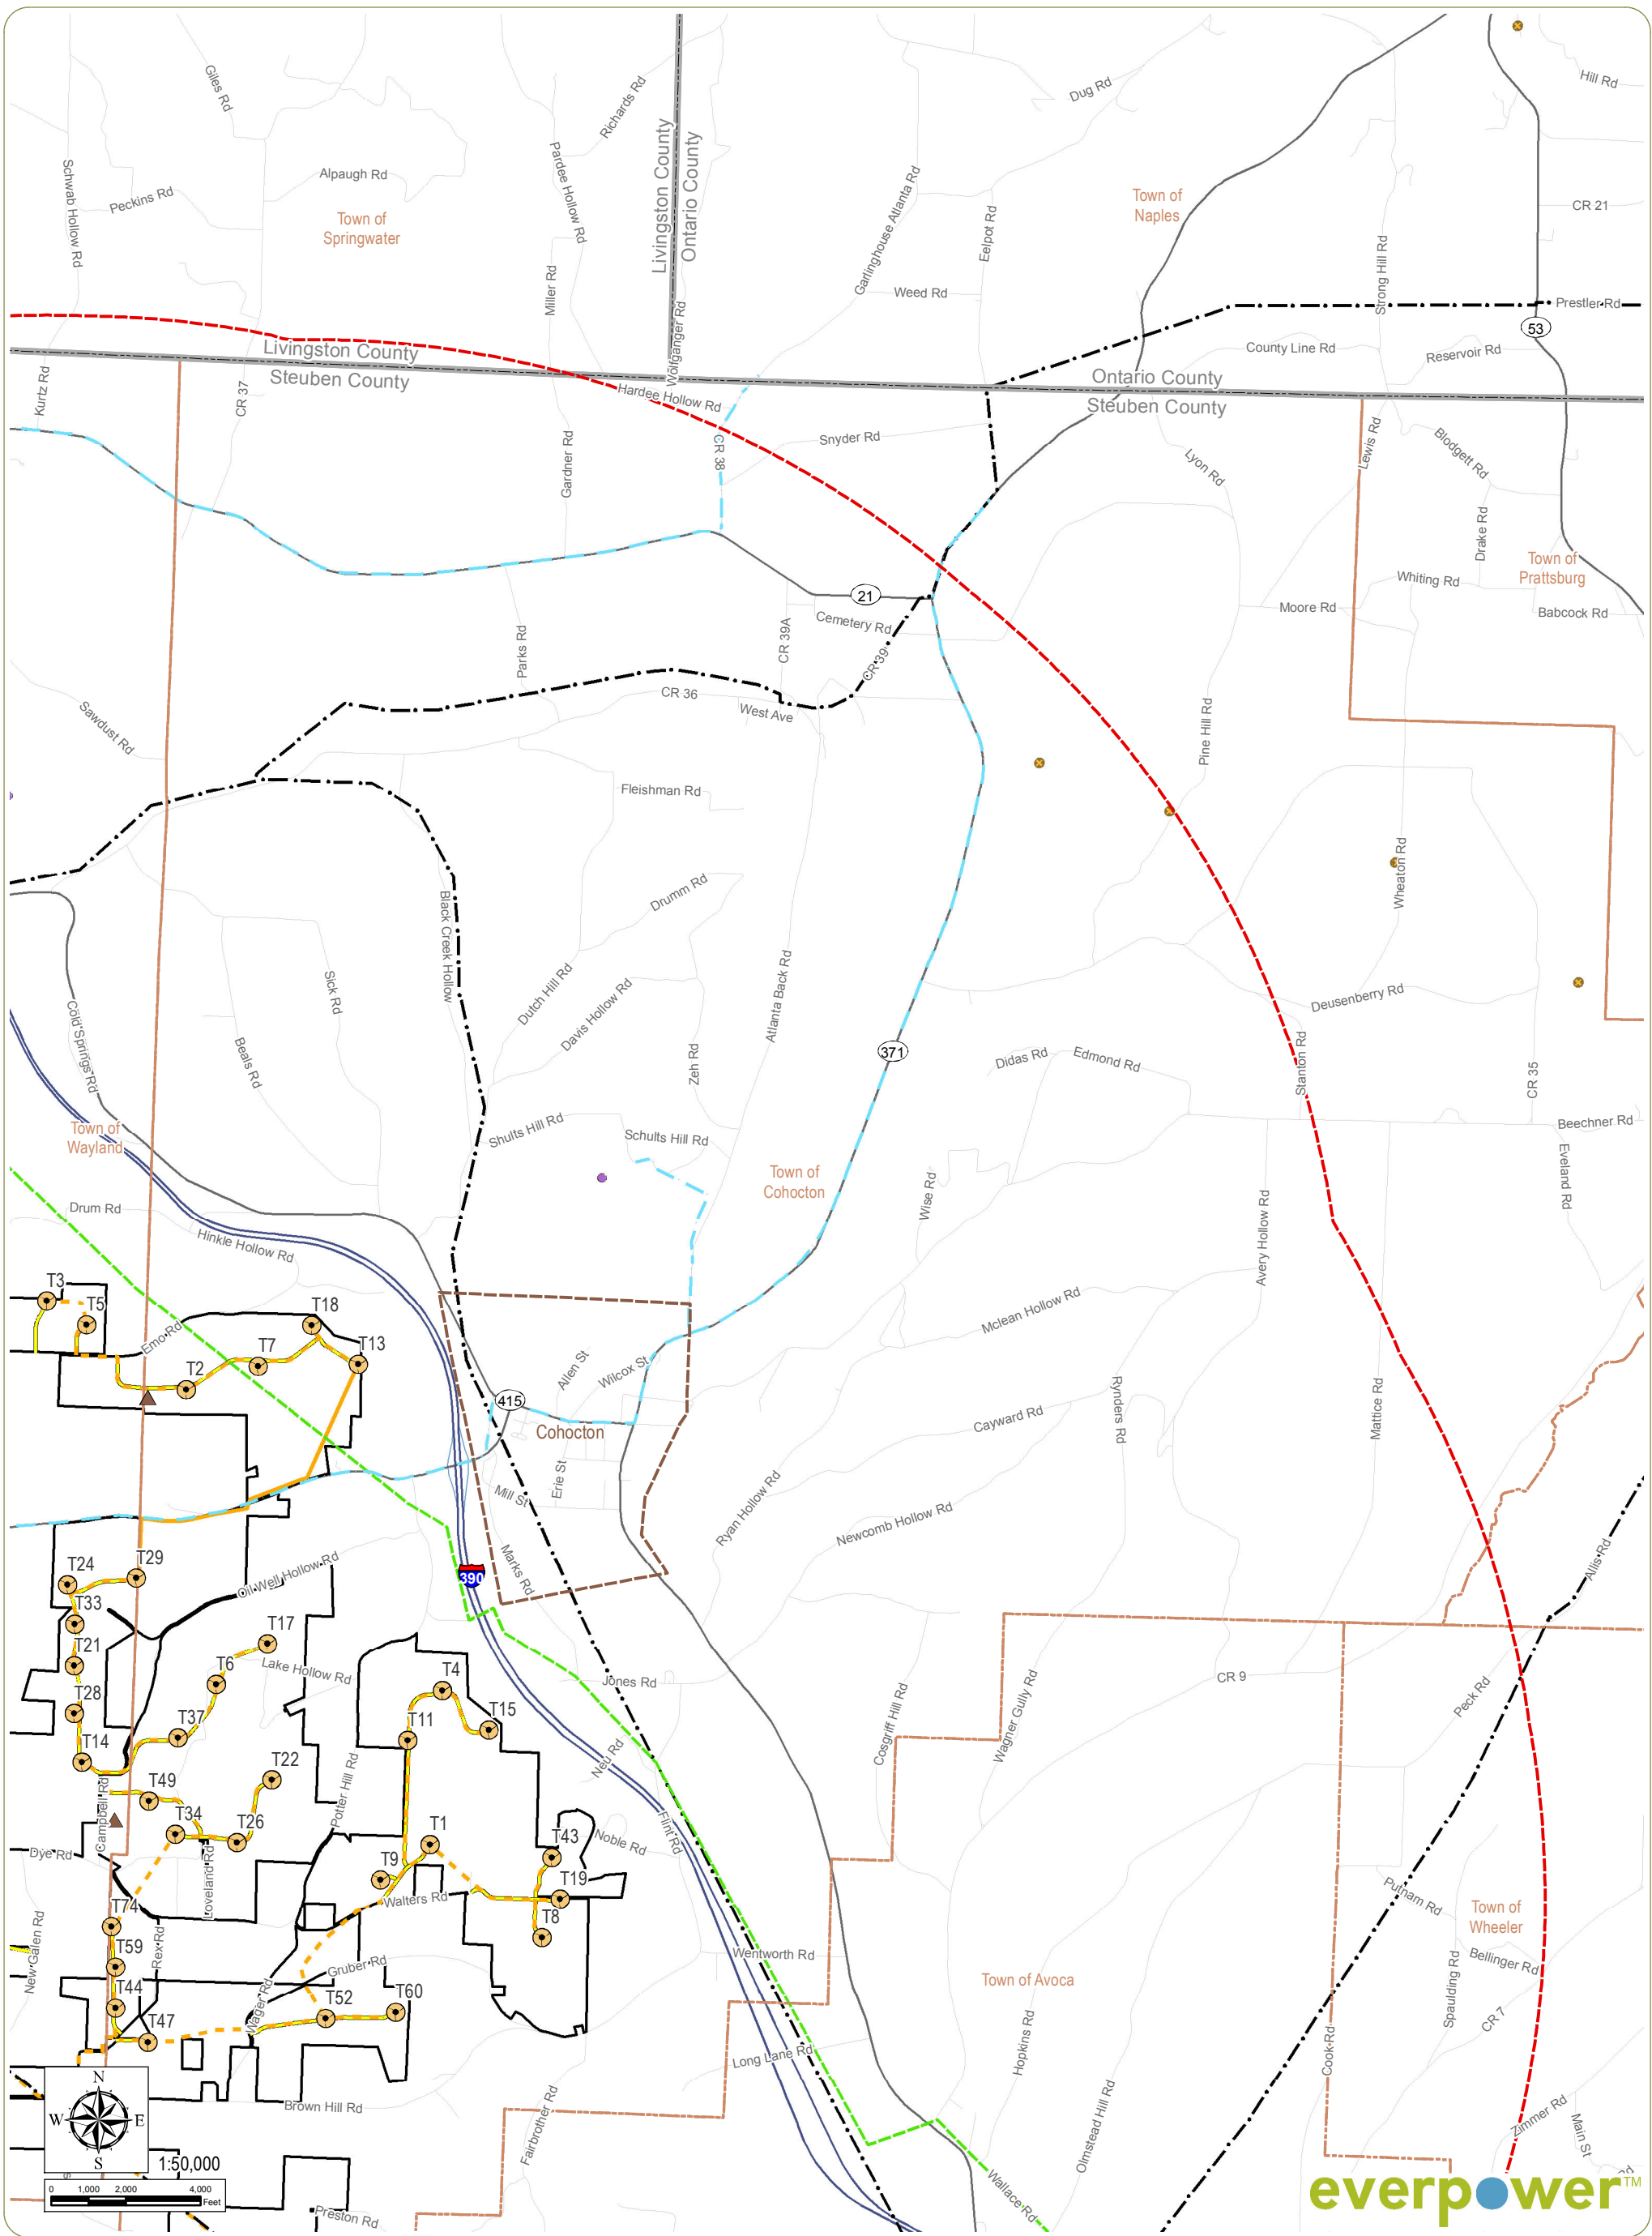 Giles Rd
Richards Rd
Dug Rd
Hill Rd
Schwab Hollow Rd
Peckins Rd
Alpaugh Rd
Pardee Hollow Rd
Livingston County
Ontario County
Garlinghouse Atlanta Rd
Eelpot Rd
Town of
Naples
CR 21
Town of
Springwater
Miller Rd
Weed Rd
Strong Hill Rd
Prestler Rd
53
Wolfanger Rd
Livingston County
Steuben County
County Line Rd
Reservoir Rd
Kurtz Rd
CR 37
Hardee Hollow Rd
Ontario County
Steuben County
Gardner Rd
CR 38
Snyder Rd
Lyon Rd
Lewis Rd
Blodgett Rd
Drake Rd
Town of
Prattsburg
Whiting Rd
21
Moore Rd
Babcock Rd
Cemetery Rd
Parks Rd
CR 39A
CR 39
CR 36
West Ave
Sawdust Rd
Pine Hill Rd
Fleishman Rd
Wheaton Rd
Drumm Rd
Black Creek Hollow
Sick Rd
Dutch Hill Rd
Davis Hollow Rd
Atlanta Back Rd
Deusenberry Rd
Cold Springs Rd
Beals Rd
Zeh Rd
371
Didas Rd
Edmond Rd
Stanton Rd
CR 35
Town of
Wayland
Shults Hill Rd
Schults Hill Rd
Beechner Rd
Town of
Cohocton
Wise Rd
Avery Hollow Rd
Eveland Rd
Drum Rd
Hinkle Hollow Rd
T3
T5
T18
Emo Rd
T7
T13
T2
Mclean Hollow Rd
Allen St
Wilcox St
415
Cohocton
Cayward Rd
Rynders Rd
Mattice Rd
Erie St
Mill St
Ryan Hollow Rd
Newcomb Hollow Rd
Marks Rd
390
Allis Rd
T24
T29
Oil Well Hollow Rd
T33
T17
T21
T6
Lake Hollow Rd
T4
Jones Rd
CR 9
Peck Rd
T28
T37
T11
T15
Wagner Gully Rd
Cosgriff Hill Rd
T14
T22
Neu Rd
Campbell Rd
T49
Potter Hill Rd
T34
T26
T1
Flint Rd
T43
Noble Rd
Dye Rd
Loveland Rd
T9
T19
Walters Rd
Putnam Rd
Town of
Wheeler
T74
T8
New Galen Rd
T59
Rex Rd
Wentworth Rd
Bellinger Rd
Gruber Rd
Town of Avoca
Spaulding Rd
T44
Wager Rd
T52
T60
CR 7
T47
Hopkins Rd
Cook Rd
Long Lane Rd
Brown Hill Rd
Fairbrother Rd
Olmstead Hill Rd
Zimmer Rd
Main St
N
W
E
S
1:50,000
0 1,000 2,000 4,000
Feet
Preston Rd
Wallace Rd
everpower™